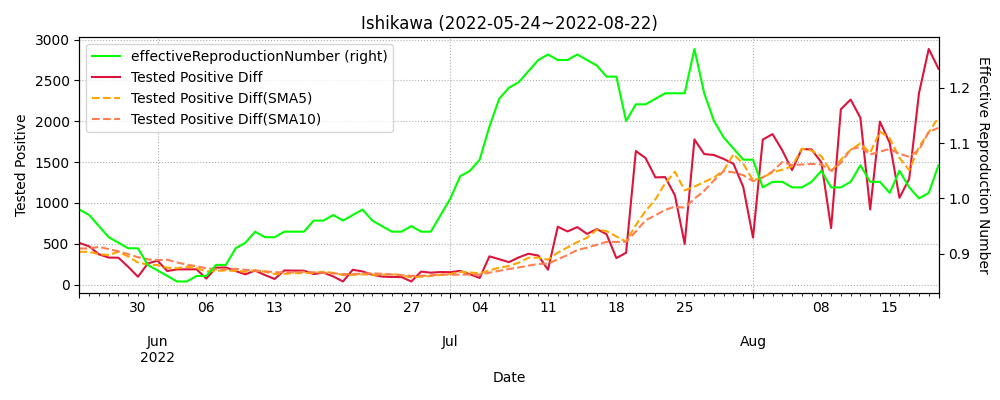 Ishikawa (2022-05-24~2022-08-22)
effectiveReproductionNumber (right)
Tested Positive Diff
Tested Positive Diff(SMA5)
Tested Positive Diff(SMA10)
Tested Positive
3000
2500
2000
1500
1000
500
0
Effective Reproduction Number
1.2
1.1
1.0
0.9
30 06 13 20 27 04 11 18 25 08 15
Jun Jul Aug
2022
Date